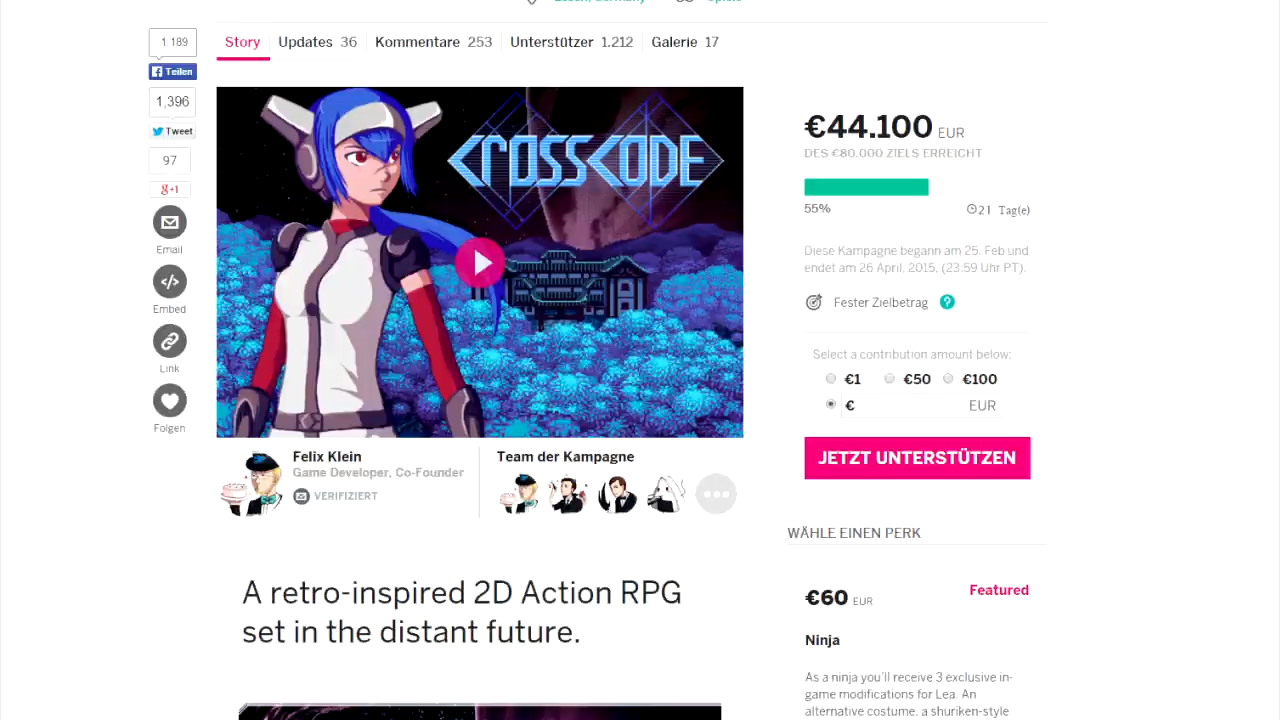 Essen, Germany
Spiele
1 189
Teilen
1,396
Tweet
97
g+1
Email
Embed
Link
Folgen
Story Updates 36 Kommentare 253 Unterstützer 1.212 Galerie 17
CROSSCODE
Felix Klein
Game Developer, Co-Founder
VERIFIZIERT
Team der Kampagne
A retro-inspired 2D Action RPG
set in the distant future.
€44.100 EUR
DES €80.000 ZIELS ERREICHT
55% 21 Tag(e)
Diese Kampagne begann am 25. Feb und
endet am 26 April, 2015, (23:59 Uhr PT).
Fester Zielbetrag ?
Select a contribution amount below:
€1 €50 €100
€ EUR
JETZT UNTERSTÜTZEN
WÄHLE EINEN PERK
€60 EUR Featured
Ninja
As a ninja you'll receive 3 exclusive in-
game modifications for Lea. An
alternative costume, a shuriken-style